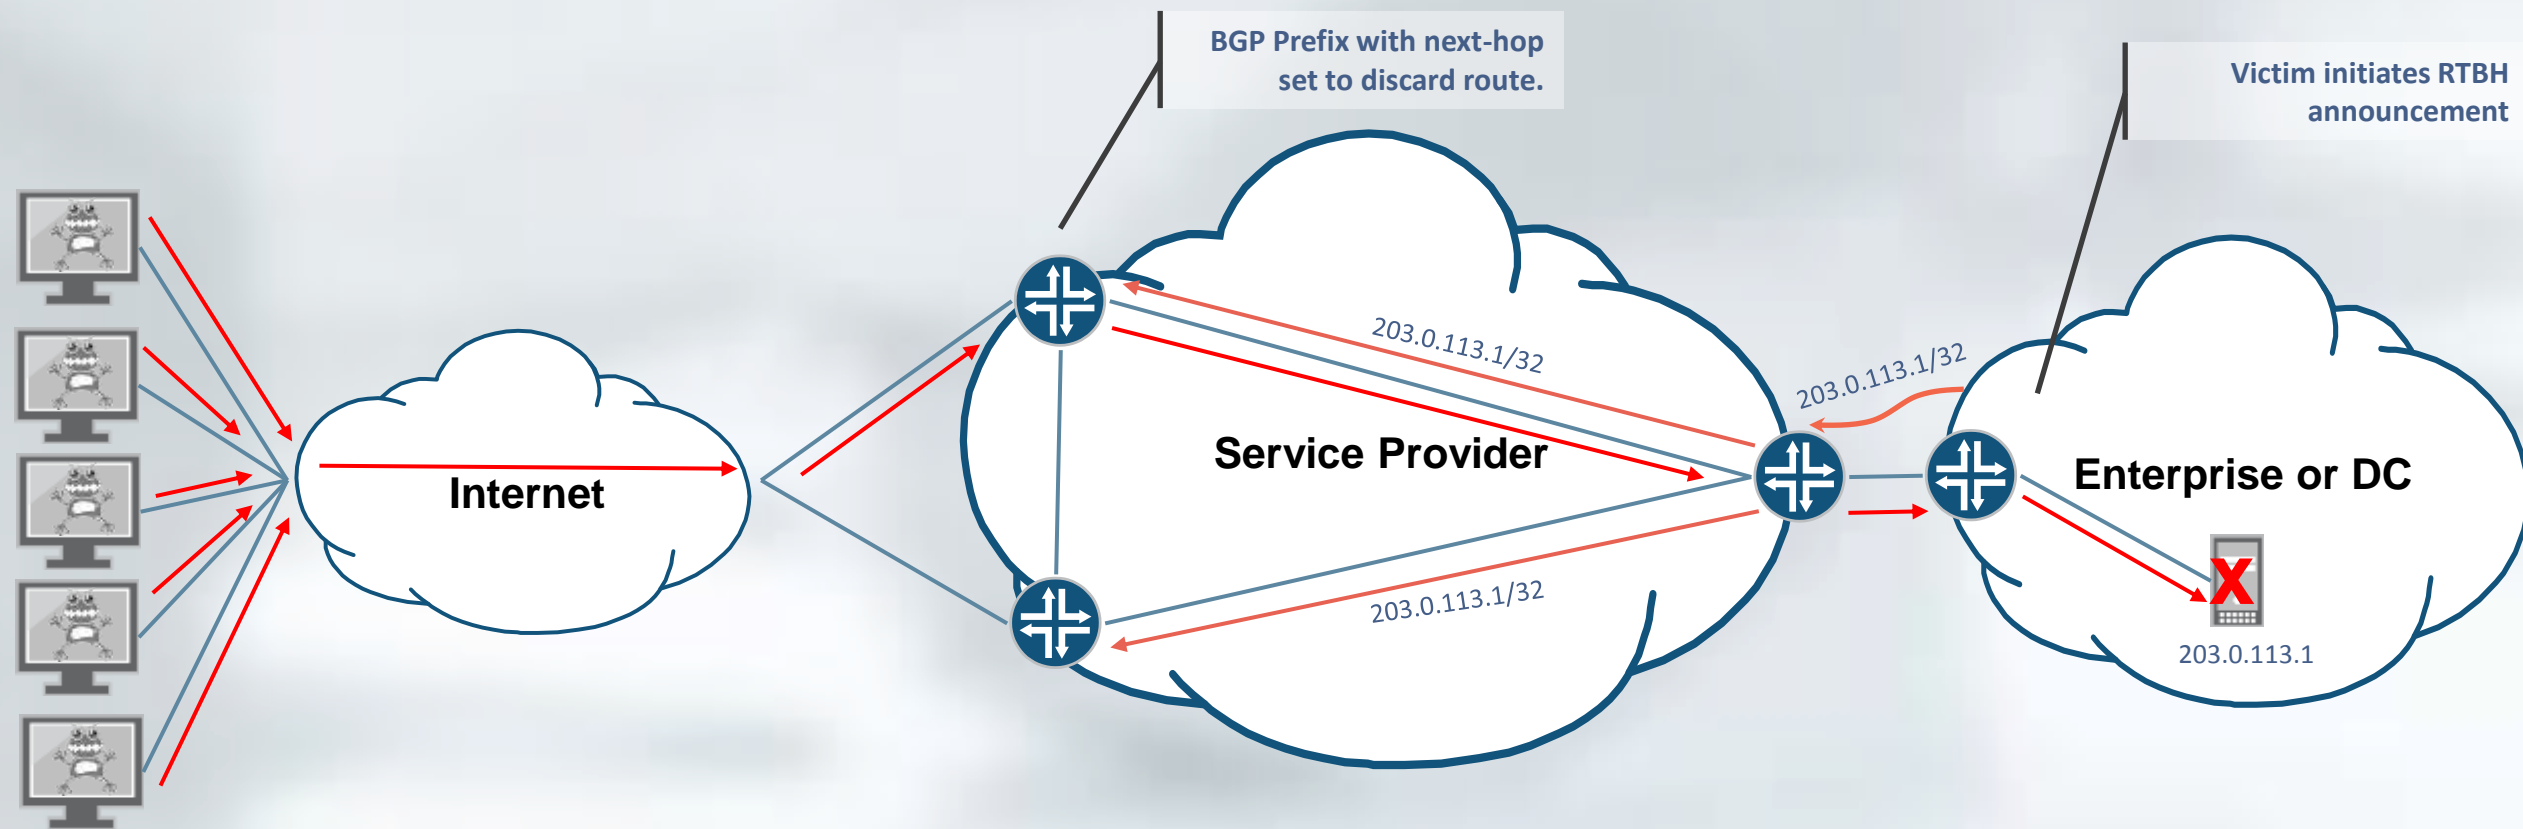 BGP Prefix with next-hop
set to discard route.
Victim initiates RTBH
announcement
203.0.113.1/32
203.0.113.1/32
Service Provider
Internet
Enterprise or DC
X
203.0.113.1/32
203.0.113.1